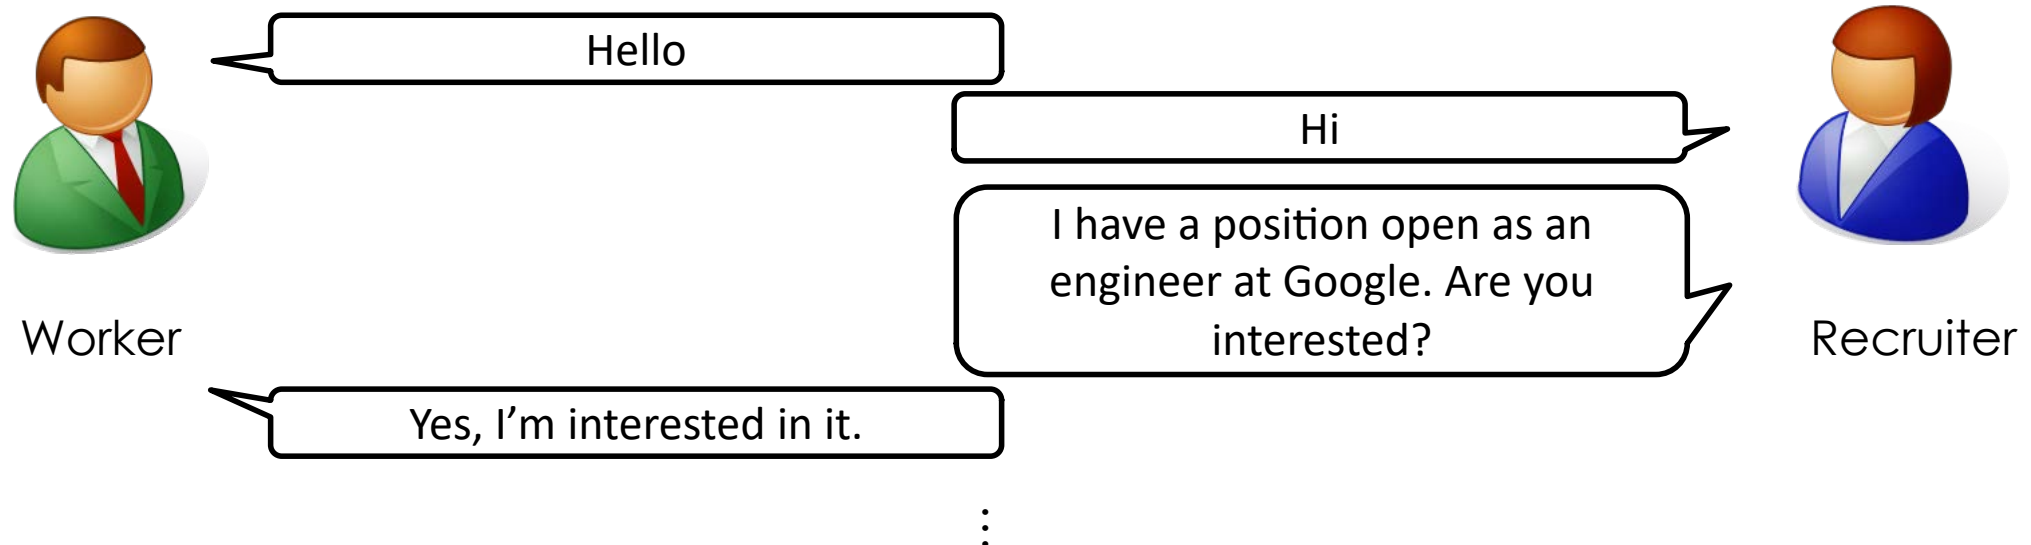 Hello
Hi
I have a position open as an
engineer at Google. Are you
interested?
Worker
Recruiter
Yes, I’m interested in it.
⋮